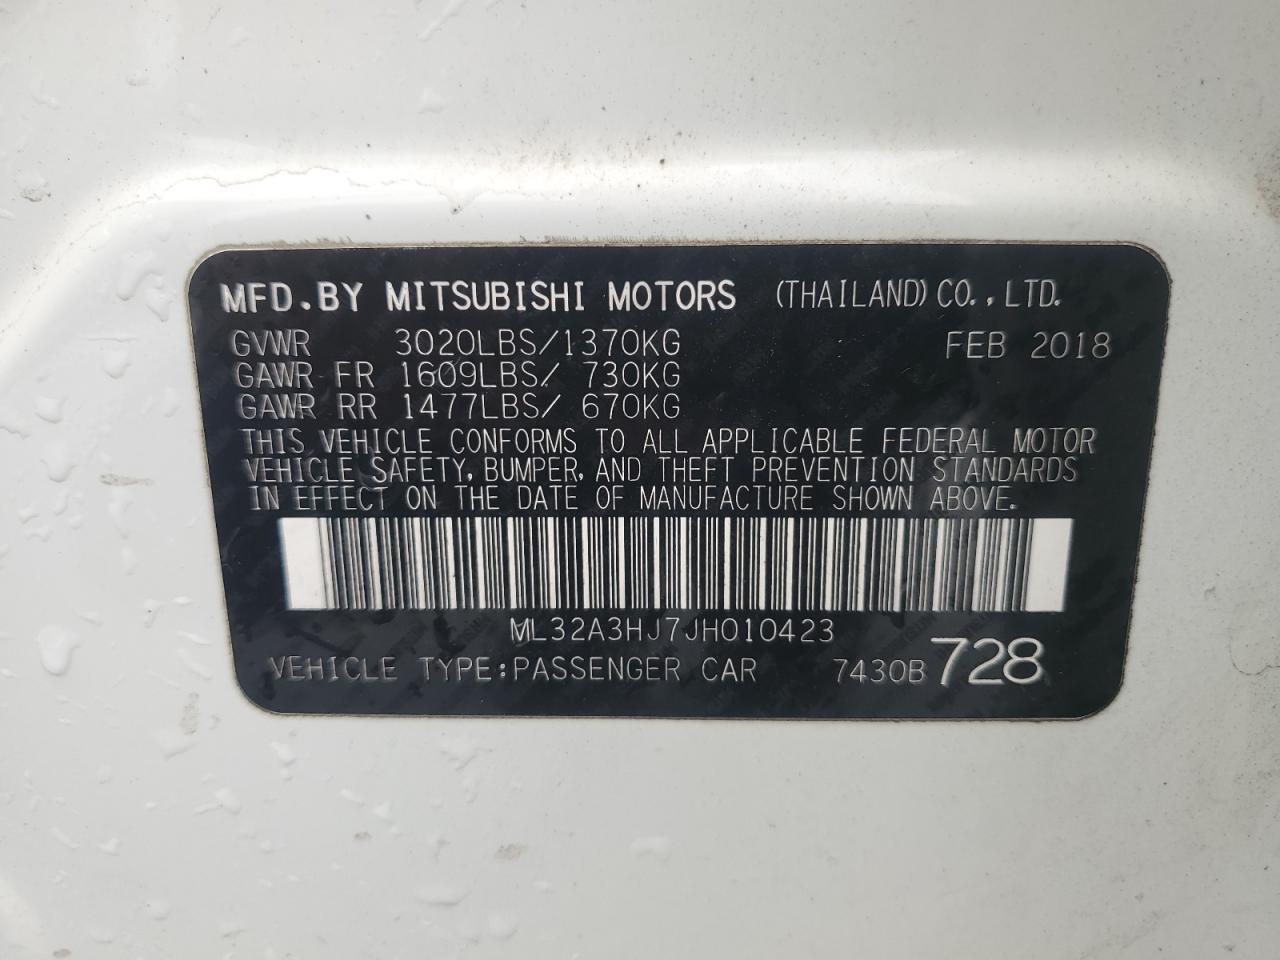 MFD.BY MITSUBISHI MOTORS (THAILAND) CO.,LTD.
GVWR 3020LBS/1370KG FEB 2018
GAWR FR 1609LBS/ 730KG
GAWR RR 1477LBS/ 670KG
THIS VEHICLE CONFORMS TO ALL APPLICABLE FEDERAL MOTOR
VEHICLE SAFETY, BUMPER, AND THEFT PREVENTION STANDARDS
IN EFFECT ON THE DATE OF MANUFACTURE SHOWN ABOVE.
ML32A3HJ7JH010423
VEHICLE TYPE:PASSENGER CAR 7430B 728